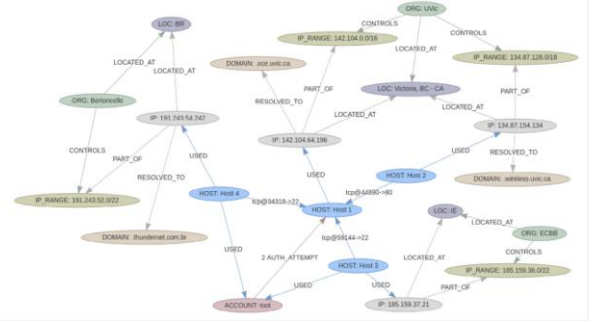 ORG: UVic
LOC: BR
CONTROLS
IP_RANGE: 142.104.0.0/16
CONTROLS
LOCATED_AT
LOCATED_AT
DOMAIN: .ece.uvic.ca
IP_RANGE: 134.87.128.0/18
LOCATED_AT
PART_OF
LOC: Victoria, BC - CA
PART_OF
ORG: Bertoncello
RESOLVED_TO
LOCATED_AT
LOCATED_AT
IP: 191.243.54.242
IP: 134.87.154.134
IP: 142.104.64.196
CONTROLS
PART_OF
USED
USED
USED
RESOLVED_TO
RESOLVED_TO
HOST: Host 2
DOMAIN: .wireless.uvic.ca
HOST: Host 4
IP_RANGE: 191.243.52.0/22
tcp@34318->22
HOST: Host 1
LOC: IE
LOCATED_AT
DOMAIN: .thundernet.com.br
tcp@59144->22
ORG: ECBB
USED
2 AUTH_ATTEMPT
LOCATED_AT
CONTROLS
HOST: Host 3
IP_RANGE: 185.159.36.0/22
USED
USED
PART_OF
ACCOUNT: root
IP: 185.159.37.21